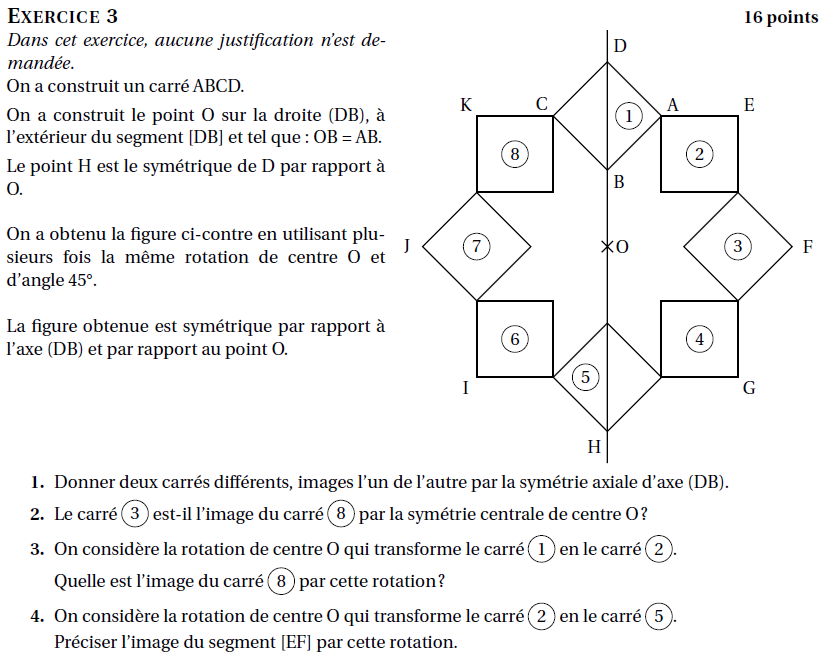 EXERCICE 3
16 points
Dans cet exercice, aucune justification n'est de-
mandée.
On a construit un carré ABCD.
On a construit le point O sur la droite (DB), à
l'extérieur du segment [DB] et tel que : OB = AB.
Le point H est le symétrique de D par rapport à
O.
On a obtenu la figure ci-contre en utilisant plu-
sieurs fois la même rotation de centre O et
d'angle 45°.
La figure obtenue est symétrique par rapport à
l'axe (DB) et par rapport au point O.
D
K C A E
1
8 2
B
J 7 O 3 F
6 4
5
I G
H
1. Donner deux carrés différents, images l'un de l'autre par la symétrie axiale d'axe (DB).
2. Le carré 3 est-il l'image du carré 8 par la symétrie centrale de centre O ?
3. On considère la rotation de centre O qui transforme le carré 1 en le carré 2.
Quelle est l'image du carré 8 par cette rotation ?
4. On considère la rotation de centre O qui transforme le carré 2 en le carré 5.
Préciser l'image du segment [EF] par cette rotation.